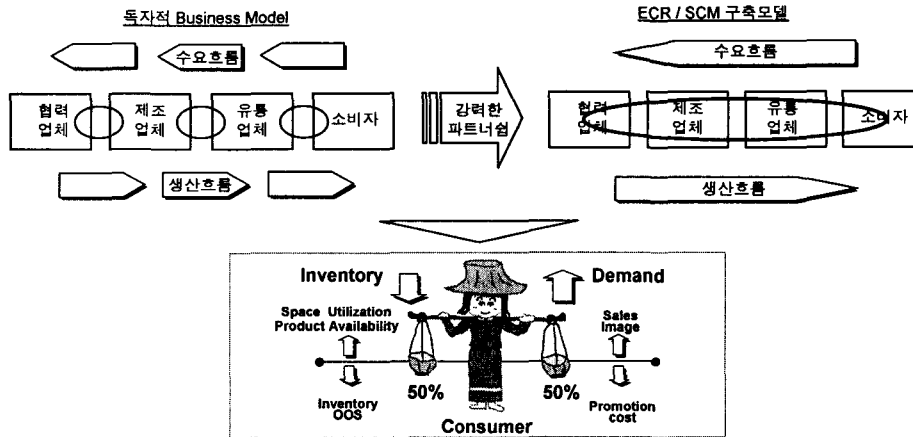 독자적 Business Model
수요흐름
협력
업체
제조
업체
유통
업체
소비자
생산흐름
강력한
파트너쉽
ECR / SCM 구축모델
수요흐름
협력
업체
제조
업체
유통
업체
소비자
생산흐름
Inventory
Demand
Space Utilization
Product Availability
Sales
Image
50%
50%
Inventory
OOS
Promotion
cost
Consumer